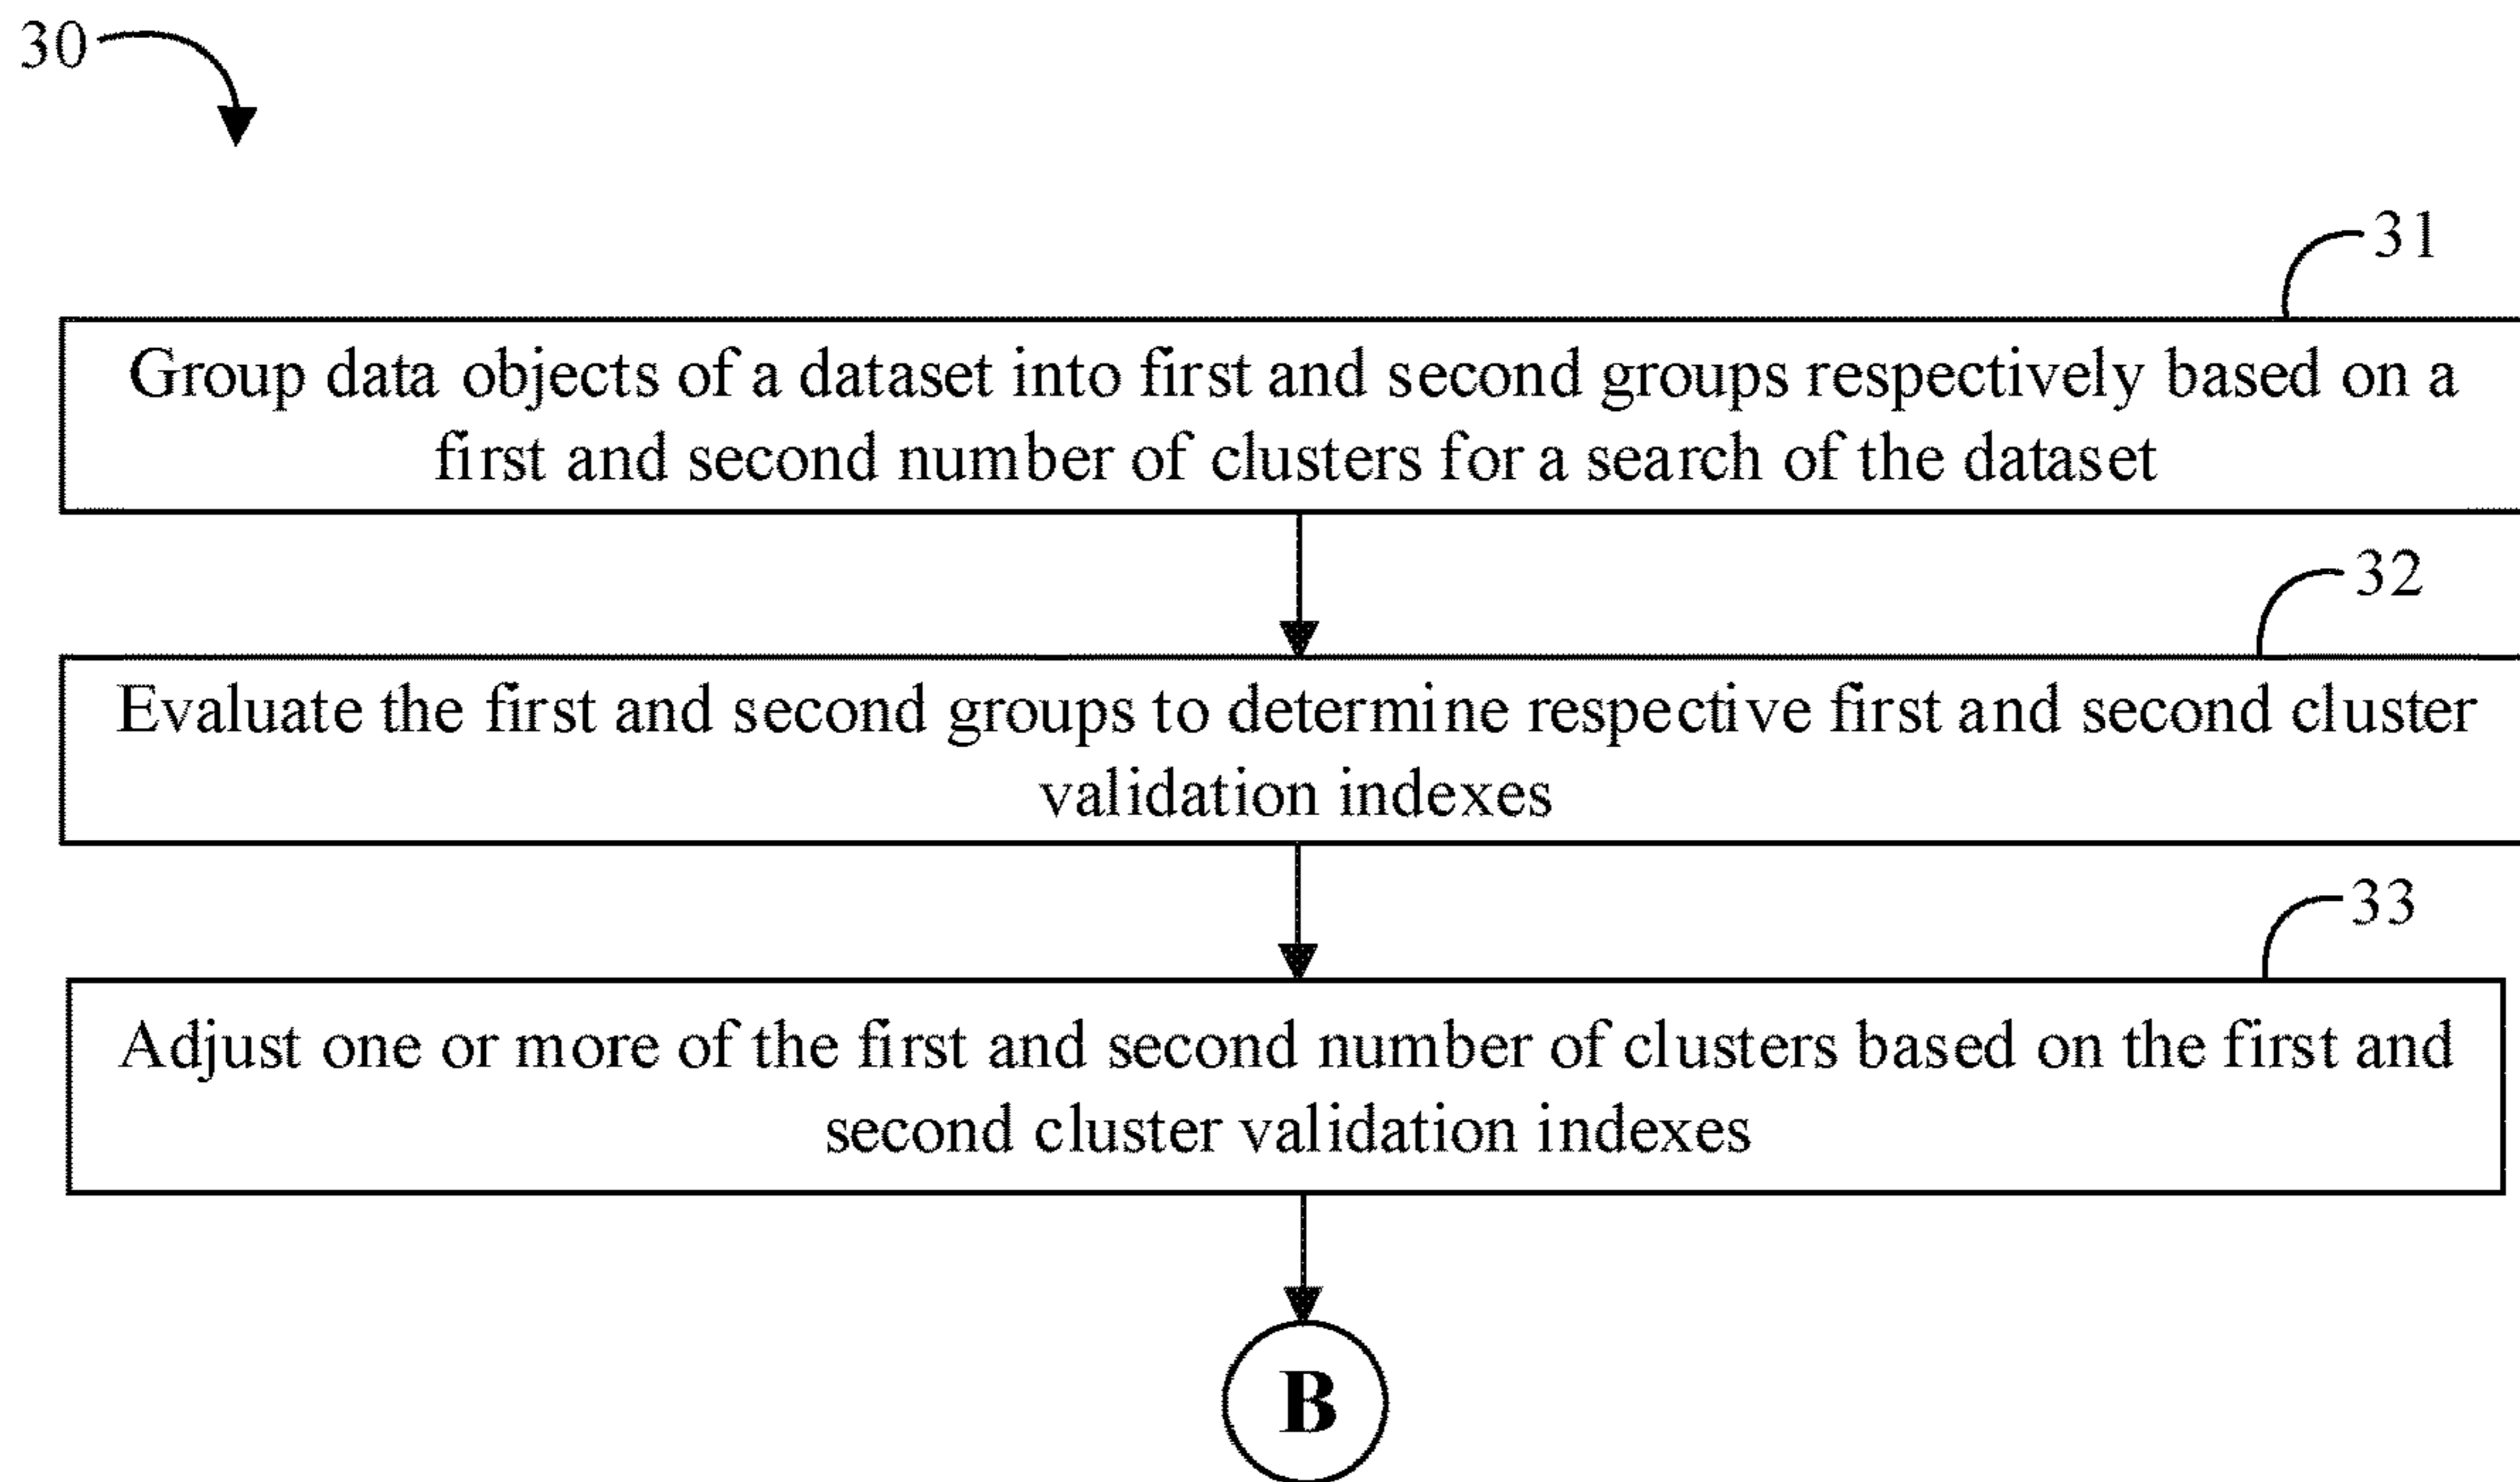 30
31
Group data objects of a dataset into first and second groups respectively based on a
first and second number of clusters for a search of the dataset
32
Evaluate the first and second groups to determine respective first and second cluster
validation indexes
33
Adjust one or more of the first and second number of clusters based on the first and
second cluster validation indexes
B